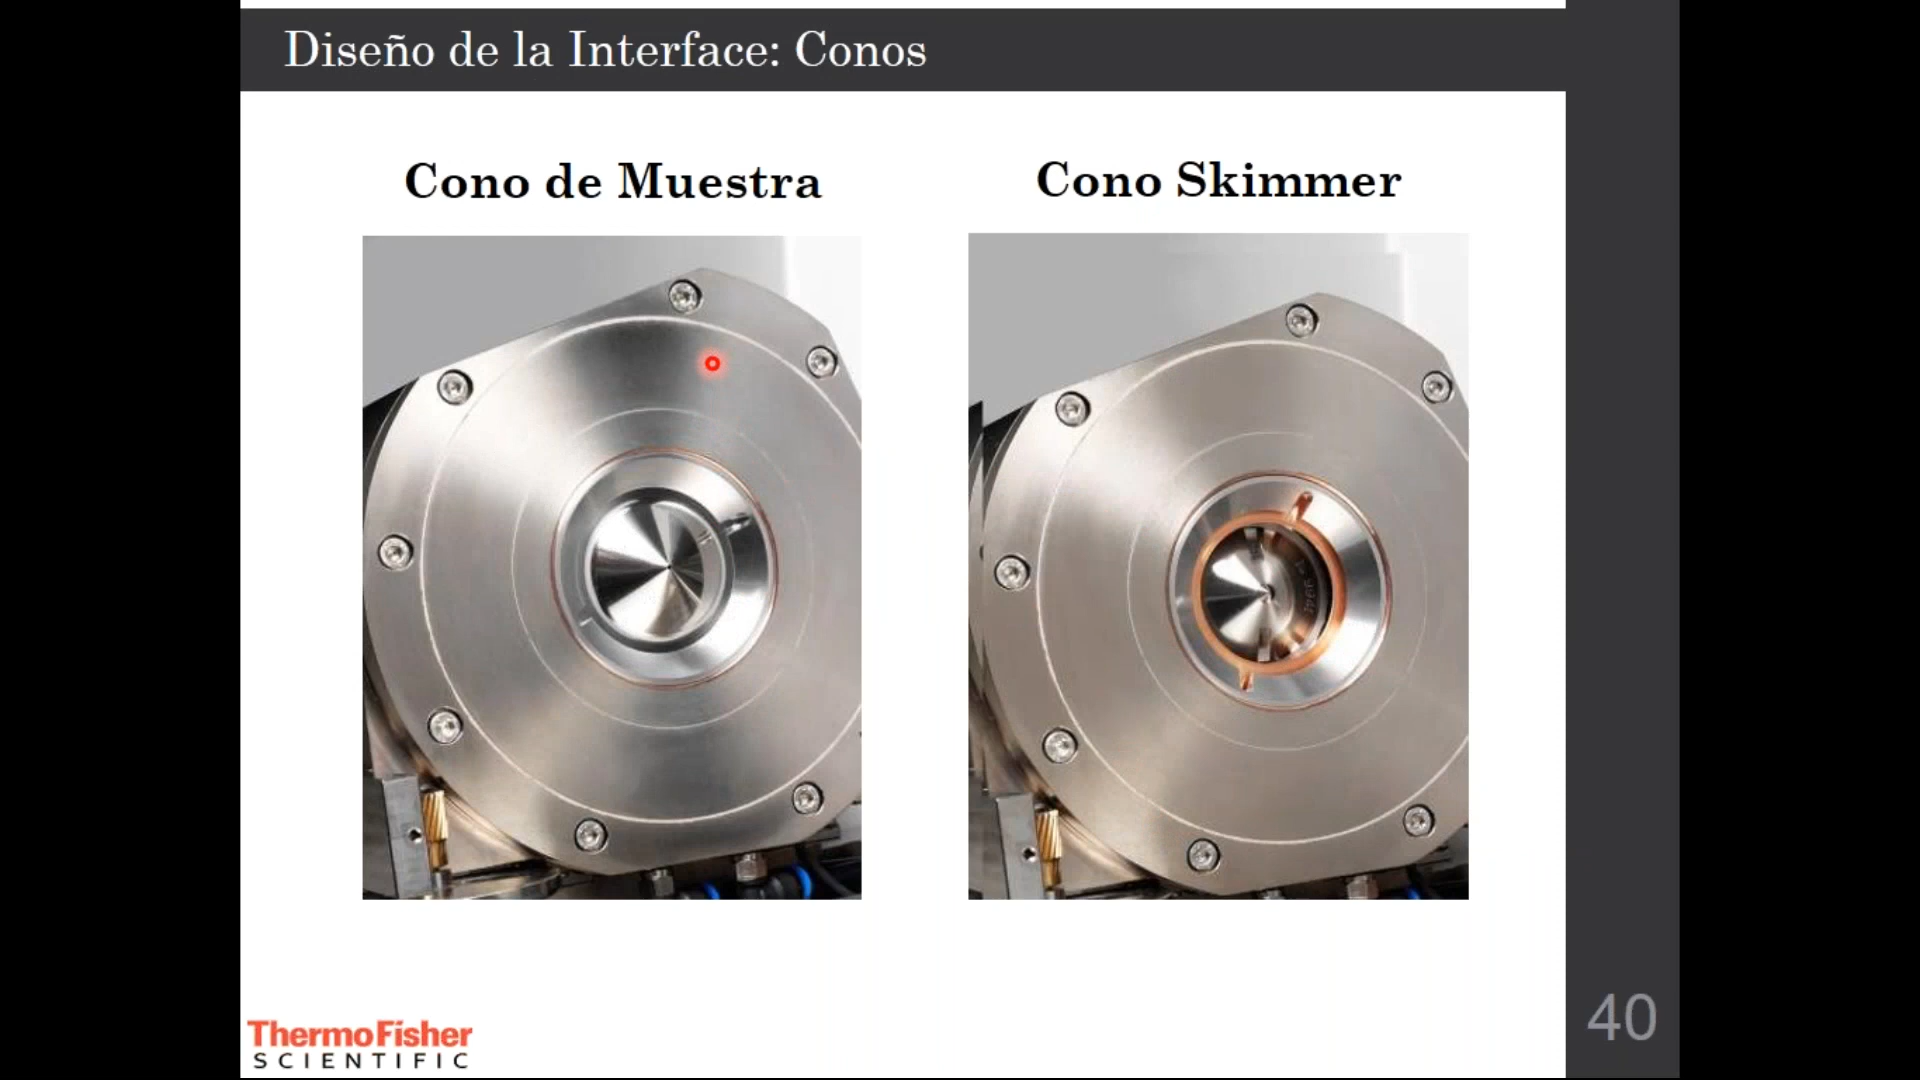 Diseño de la Interface: Conos
Cono de Muestra
Cono Skimmer
ThermoFisher
SCIENTIFIC
40